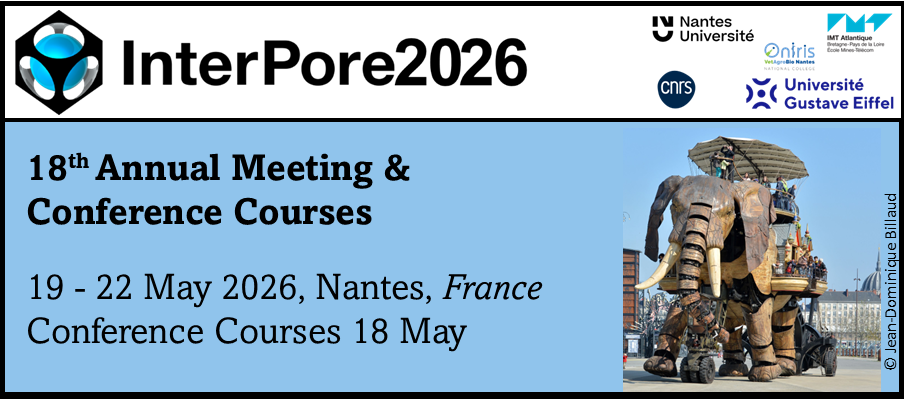 InterPore2026
Nantes
Université
IMT Atlantique
Bretagne-Pays de la Loire
École Mines-Télécom
Oniris
VetAgroBio Nantes
NATIONAL COLLEGE
cnrs
Université
Gustave Eiffel
18th Annual Meeting &
Conference Courses
19 - 22 May 2026, Nantes, France
Conference Courses 18 May
© Jean-Dominique Billaud